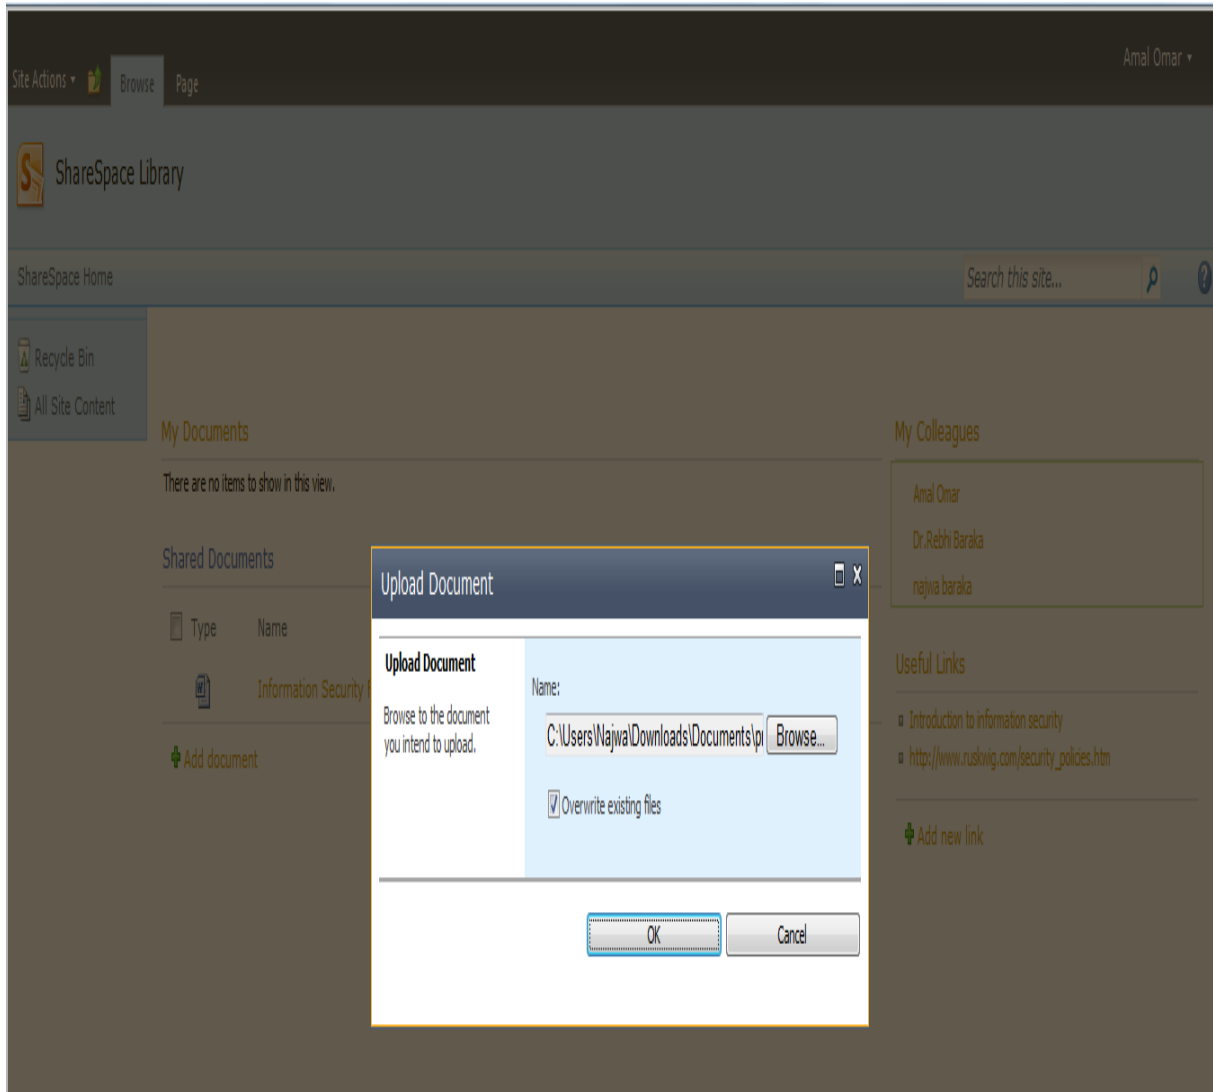 Amal Omar
Site Actions Browse Page
ShareSpace Library
ShareSpace Home
Search this site...
Recycle Bin
All Site Content
My Documents
There are no items to show in this view.
Shared Documents
Type Name
Information Security
Add document
My Colleagues
Amal Omar
Dr.Rebhi Baraka
najwa baraka
Useful Links
Introduction to information security
http://www.ruskwig.com/security_policies.htm
Add new link
Upload Document
Upload Document
Browse to the document
you intend to upload.
Name:
C:\Users\Najwa\Downloads\Documents\p Browse...
Overwrite existing files
OK Cancel